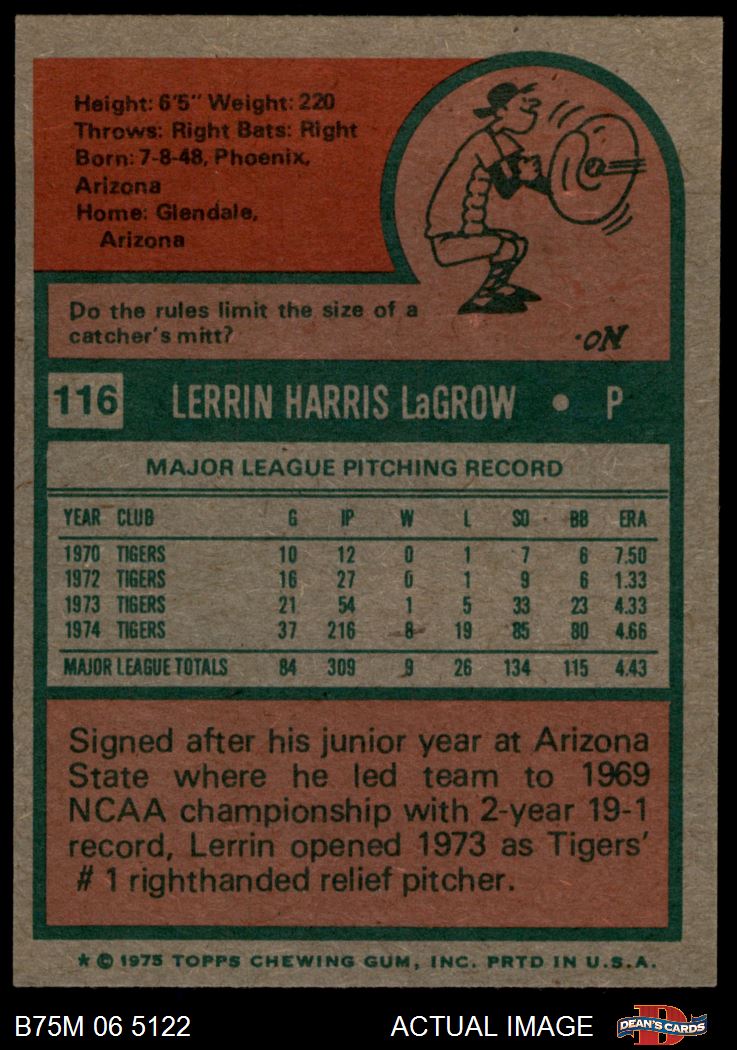 Height: 6'5" Weight: 220
Throws: Right Bats: Right
Born: 7-8-48, Phoenix,
Arizona
Home: Glendale,
Arizona
Do the rules limit the size of a
catcher's mitt?
No.
116 LERRIN HARRIS LaGROW • P
MAJOR LEAGUE PITCHING RECORD
YEAR CLUB G IP W L SO BB ERA
1970 TIGERS 10 12 0 1 7 6 7.50
1972 TIGERS 16 27 0 1 9 6 1.33
1973 TIGERS 21 54 1 5 33 23 4.33
1974 TIGERS 37 216 8 19 85 80 4.66
MAJOR LEAGUE TOTALS 84 309 9 26 134 115 4.43
Signed after his junior year at Arizona
State where he led team to 1969
NCAA championship with 2-year 19-1
record, Lerrin opened 1973 as Tigers'
# 1 righthanded relief pitcher.
* © 1975 TOPPS CHEWING GUM, INC. PRTD IN U.S.A.
B75M 06 5122 ACTUAL IMAGE D DEAN'S CARDS